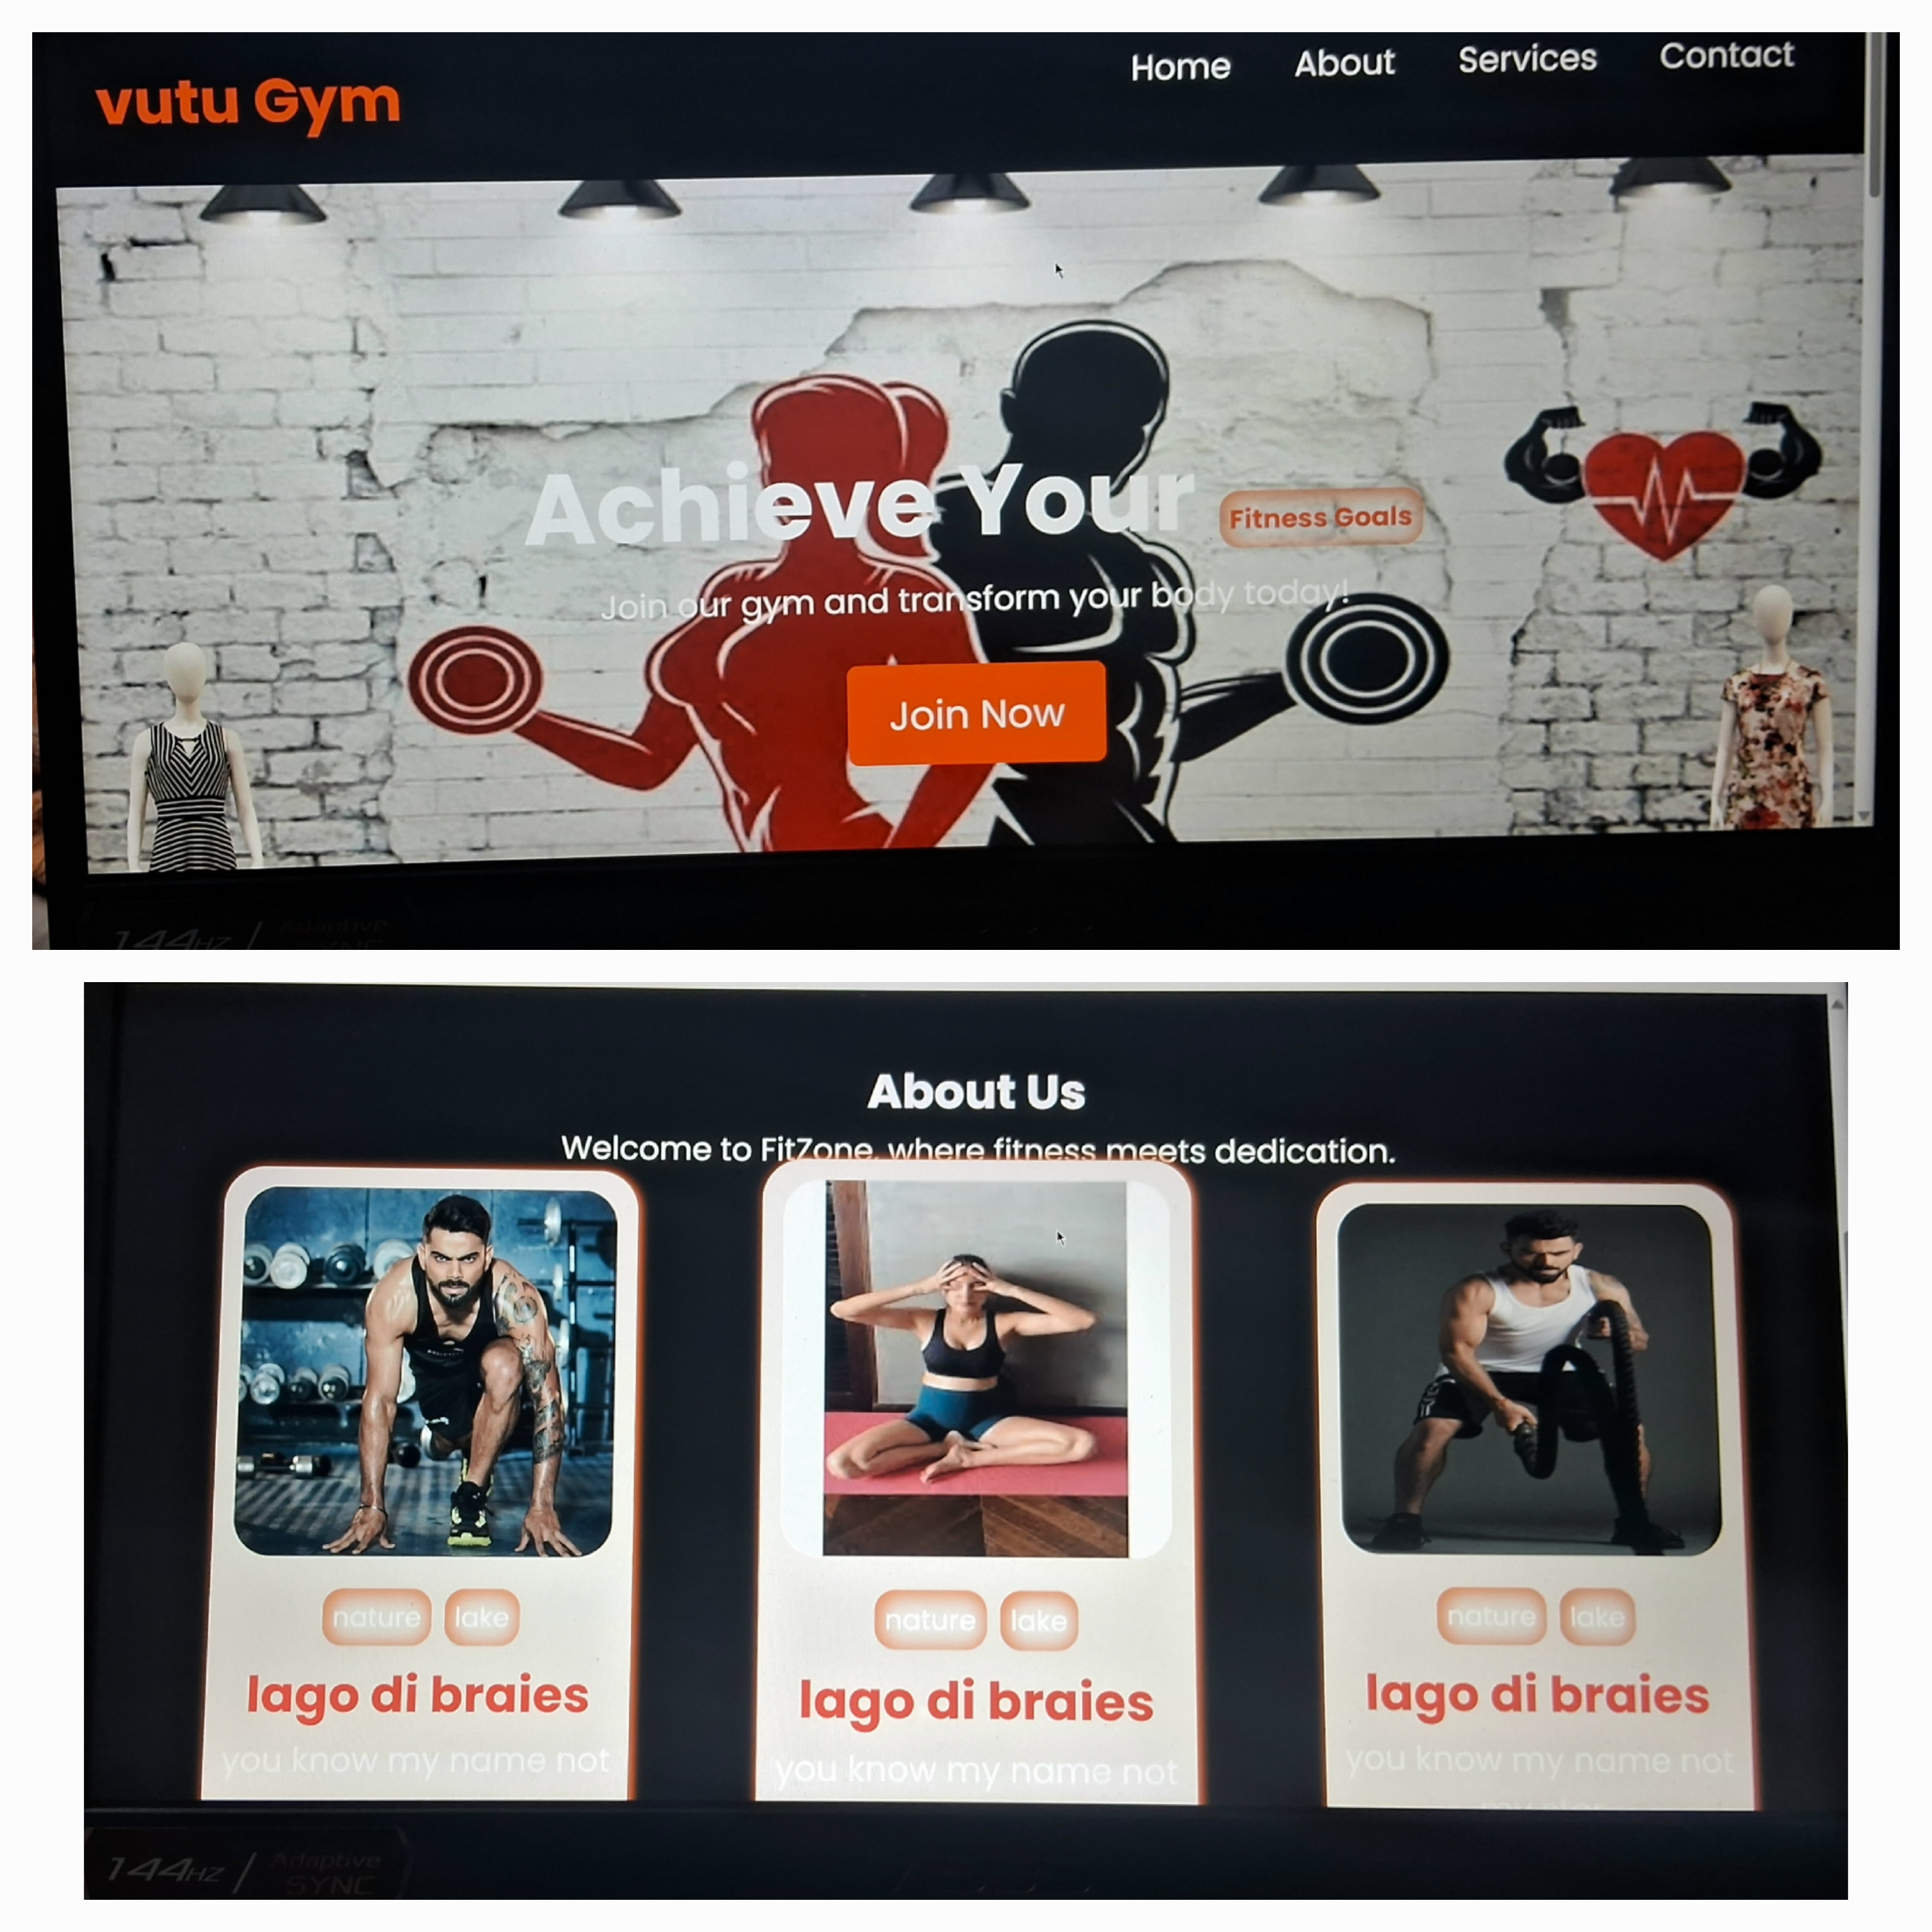 vutu Gym
Home About Services Contact
Achieve Your Fitness Goals
Join our gym and transform your body today!
Join Now
144Hz / Adaptive
SYNC
About Us
Welcome to FitZone, where fitness meets dedication.
nature lake
lago di braies
you know my name not
nature lake
lago di braies
you know my name not
nature lake
lago di braies
you know my name not
144Hz / Adaptive
SYNC